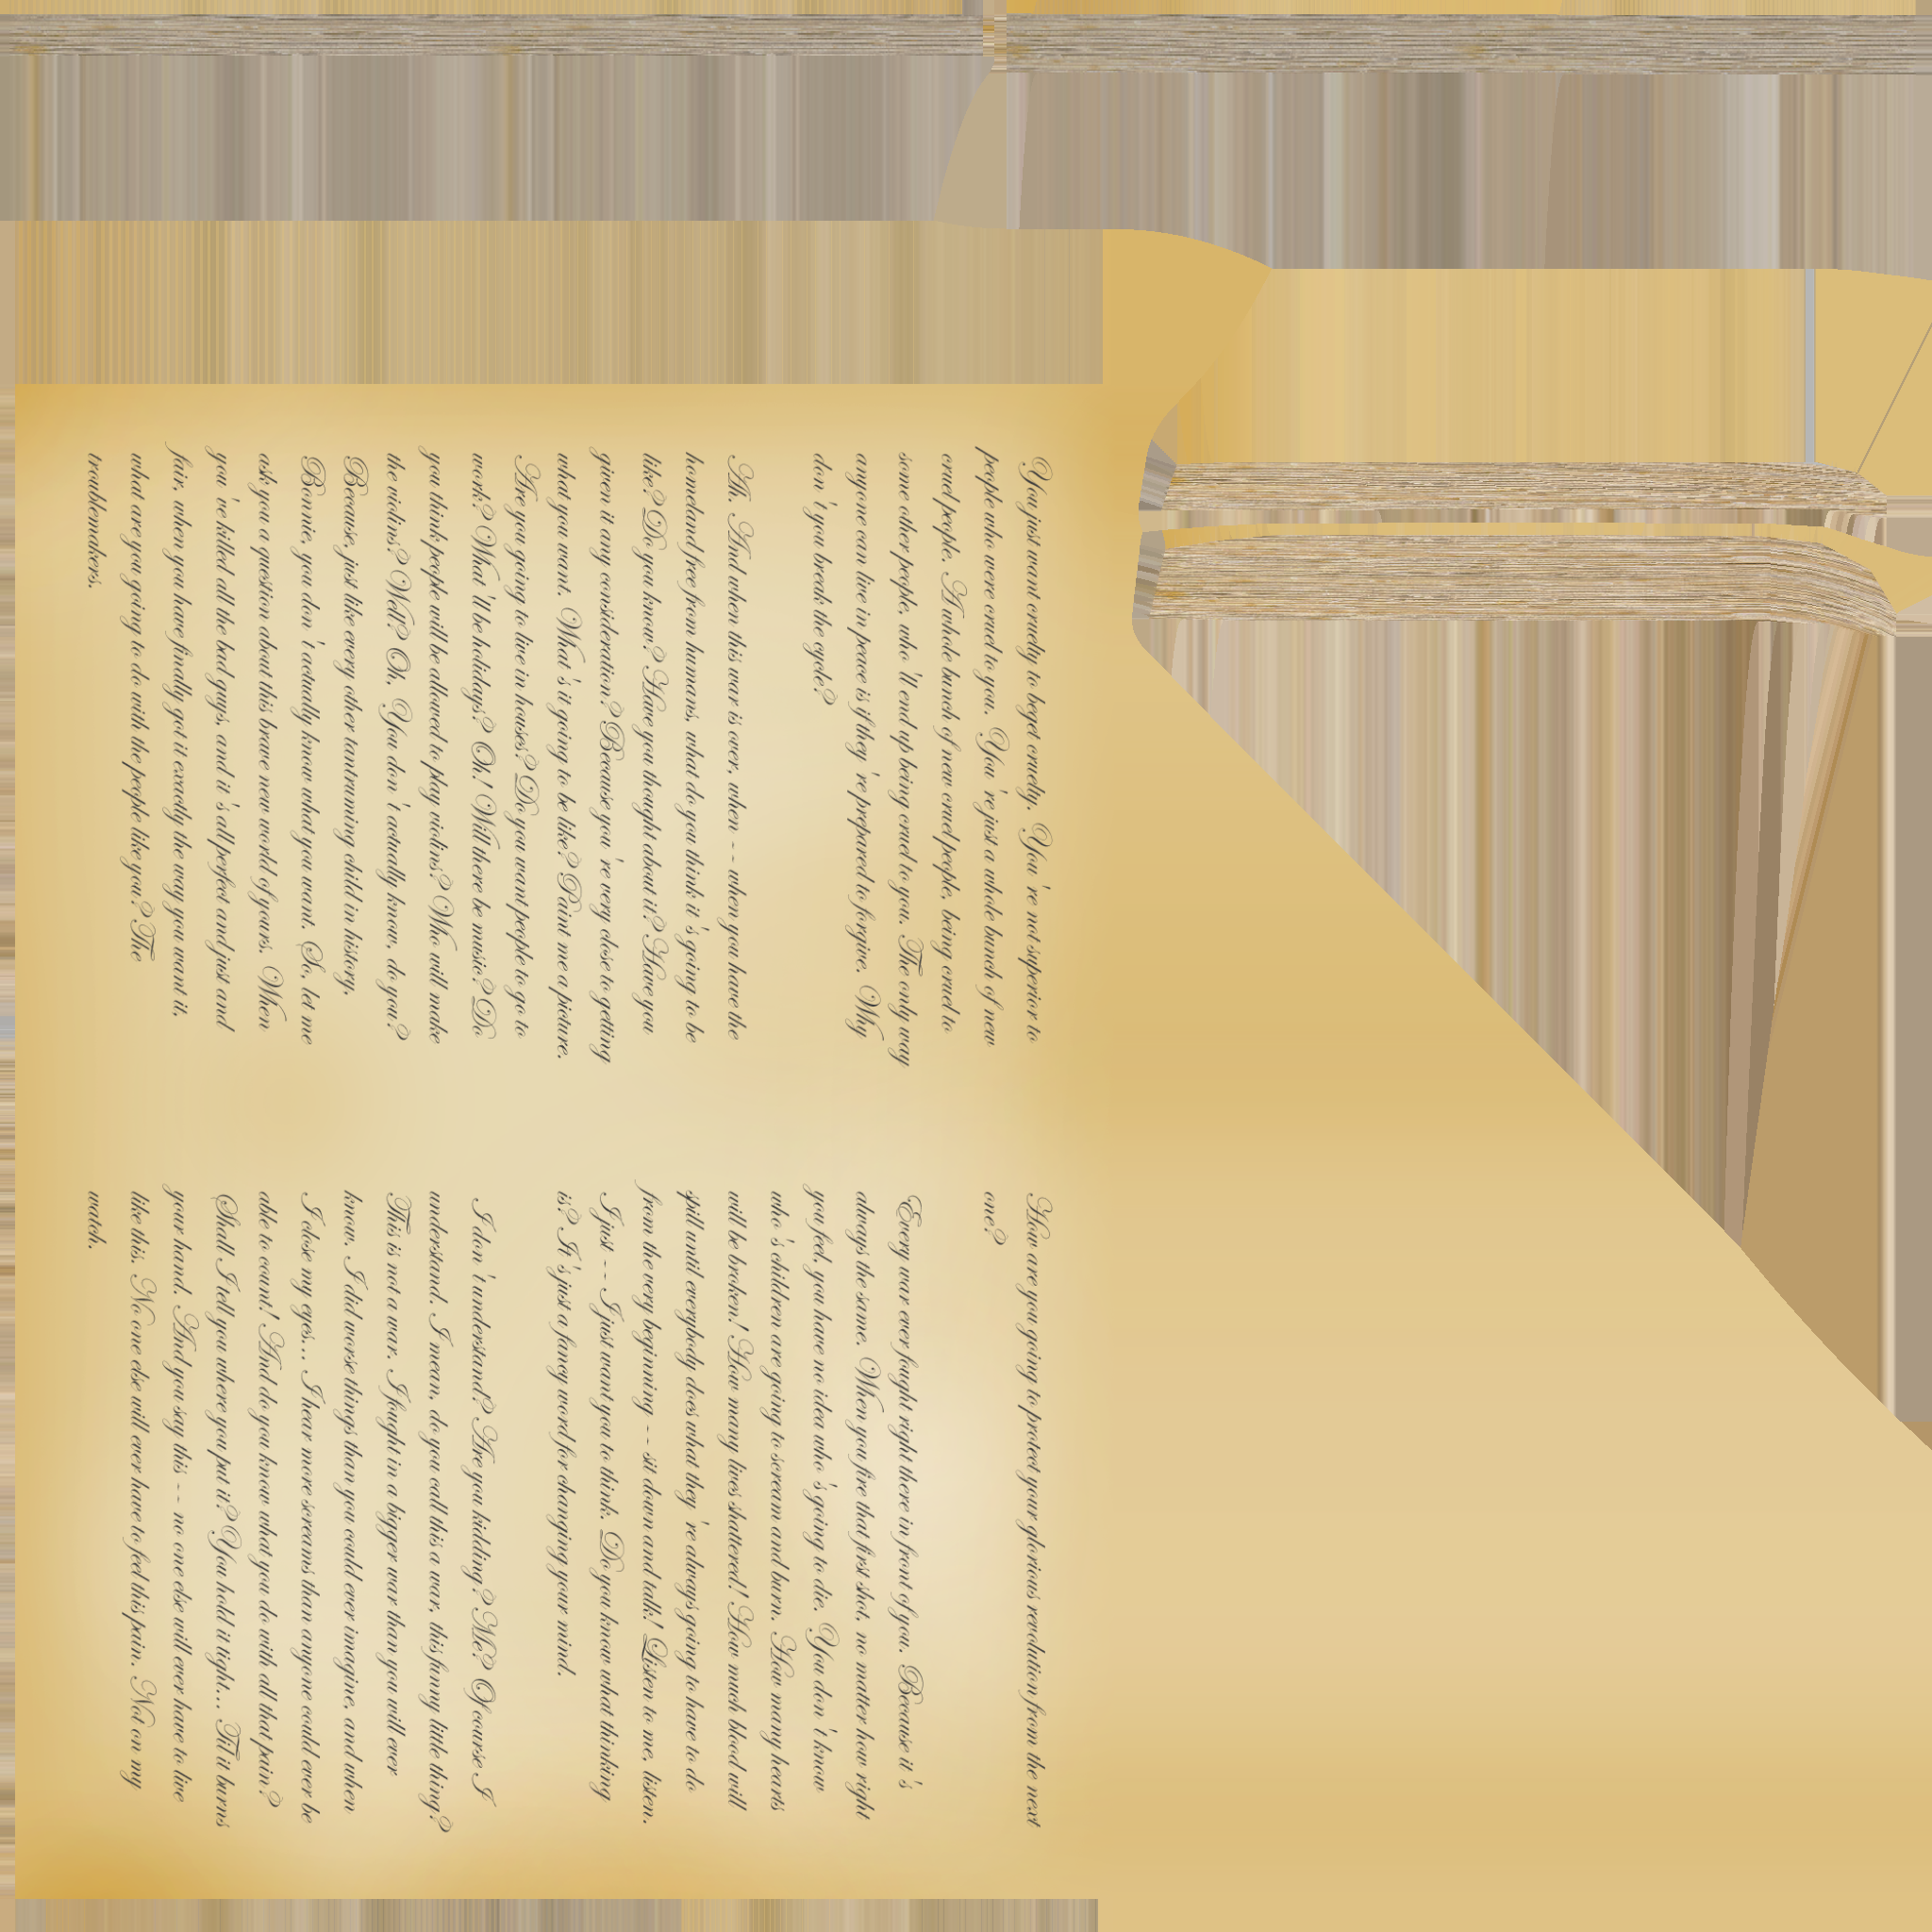 You just want cruelty to beget cruelty. You're not superior to
people who were cruel to you. You're just a whole bunch of new
cruel people. A whole bunch of new cruel people, being cruel to
some other people, who'll end up being cruel to you. The only way
anyone can live in peace is if they're prepared to forgive. Why
don't you break the cycle?
Ah. And when this war is over, when -- when you have the
homeland free from humans, what do you think it's going to be
like? Do you know? Have you thought about it? Have you
given it any consideration? Because you're very close to getting
what you want. What's it going to be like? Paint me a picture.
Are you going to live in houses? Do you want people to go to
work? What'll be holidays? Oh! Will there be music? Do
you think people will be allowed to play violins? Who will make
the violins? Well? Oh, You don't actually know, do you?
Because, just like every other tantruming child in history,
Bonnie, you don't actually know what you want. So, let me
ask you a question about this brave new world of yours. When
you've killed all the bad guys, and it's all perfect and just and
fair, when you have finally got it exactly the way you want it,
what are you going to do with the people like you? The
troublemakers.
How are you going to protect your glorious revolution from the next
one?
Every war ever fought right there in front of you. Because it's
always the same. When you fire that first shot, no matter how right
you feel, you have no idea who's going to die. You don't know
who's children are going to scream and burn. How many hearts
will be broken! How many lives shattered! How much blood will
spill until everybody does what they're always going to have to do
from the very beginning -- sit down and talk! Listen to me, listen.
I just -- I just want you to think. Do you know what thinking
is? It's just a fancy word for changing your mind.
I don't understand? Are you kidding? Me? Of course I
understand. I mean, do you call this a war, this funny little thing?
This is not a war. I fought in a bigger war than you will ever
know. I did worse things than you could ever imagine, and when
I close my eyes... I hear more screams than anyone could ever be
able to count! And do you know what you do with all that pain?
Shall I tell you where you put it? You hold it tight... Til it burns
your hand. And you say this -- no one else will ever have to live
like this. No one else will ever have to feel this pain. Not on my
watch.